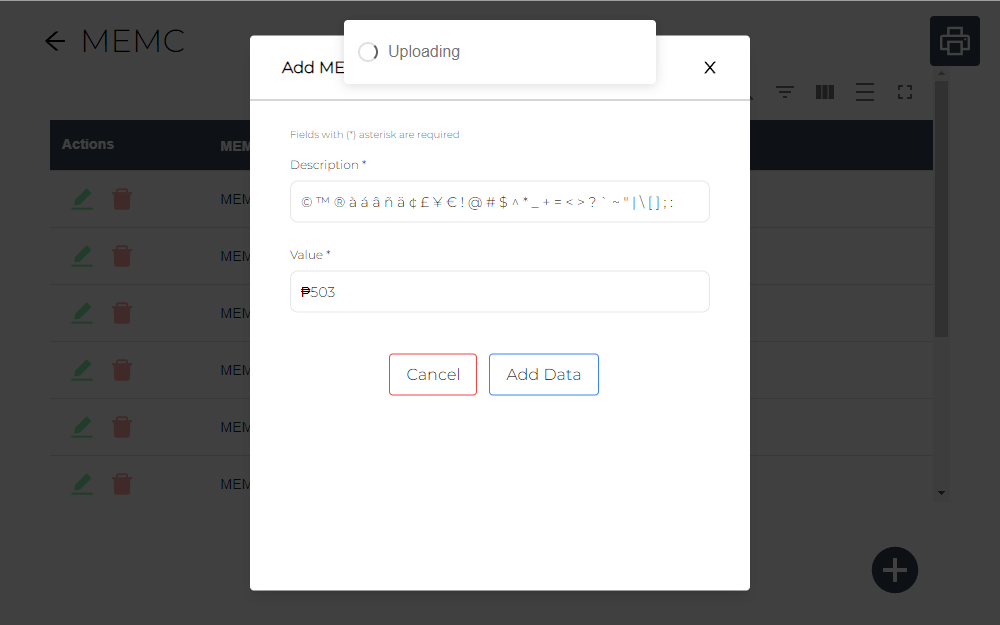 MEMC
Uploading
Add ME
X
Actions
MEM
Fields with (*) asterisk are required
Description *
©™®àáâñä¢£¥€!@#$^*_+=<>?`~"|\[];:
Value *
₱503
Cancel
Add Data
MEM
MEM
MEM
MEM
MEM
MEM